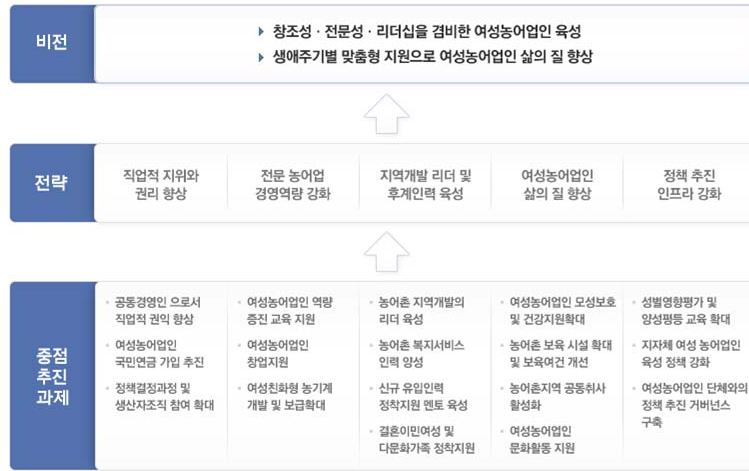 비전
창조성 · 전문성 · 리더십을 겸비한 여성농어업인 육성
생애주기별 맞춤형 지원으로 여성농어업인 삶의 질 향상
전략
직업적 지위와
권리 향상
전문 농어업
경영역량 강화
지역개발 리더 및
후계인력 육성
여성농어업인
삶의 질 향상
정책 추진
인프라 강화
중점
추진
과제
공동경영인 으로서
직업적 권익 향상
여성농어업인
국민연금 가입 추진
정책결정과정 및
생산자조직 참여 확대
여성농어업인 역량
증진 교육 지원
여성농어업인
창업지원
여성친화형 농기계
개발 및 보급확대
농어촌 지역개발의
리더 육성
농어촌 복지서비스
인력 양성
신규 유입인력
정착지원 멘토 육성
결혼이민여성 및
다문화가족 정착지원
여성농어업인 모성보호
및 건강지원확대
농어촌 보육 시설 확대
및 보육여건 개선
농어촌지역 공동취사
활성화
여성농어업인
문화활동 지원
성별영향평가 및
양성평등 교육 확대
지자체 여성 농어업인
육성 정책 강화
여성농어업인 단체와의
정책 추진 거버넌스
구축